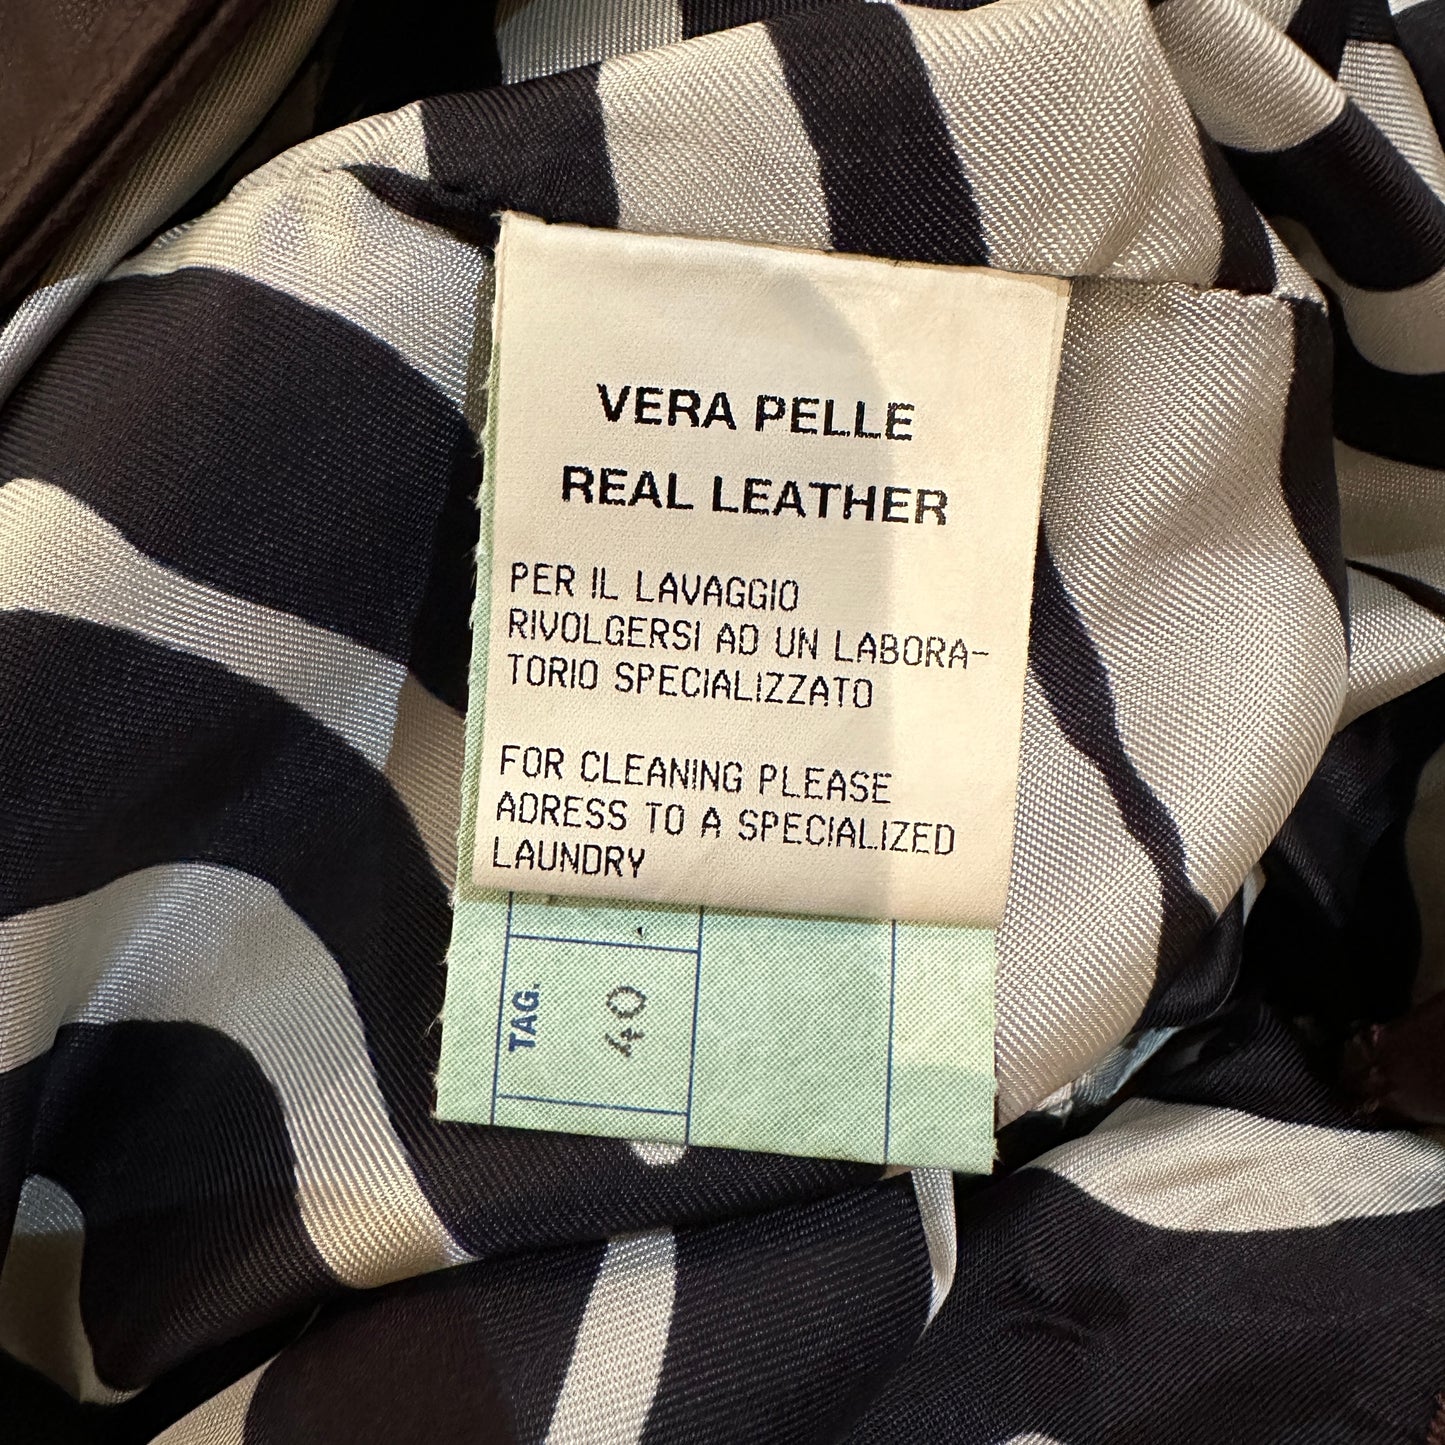 VERA PELLE
REAL LEATHER
PER IL LAVAGGIO
RIVOLGERSI AD UN LABORA-
TORIO SPECIALIZZATO
FOR CLEANING PLEASE
ADRESS TO A SPECIALIZED
LAUNDRY
TAG.
40